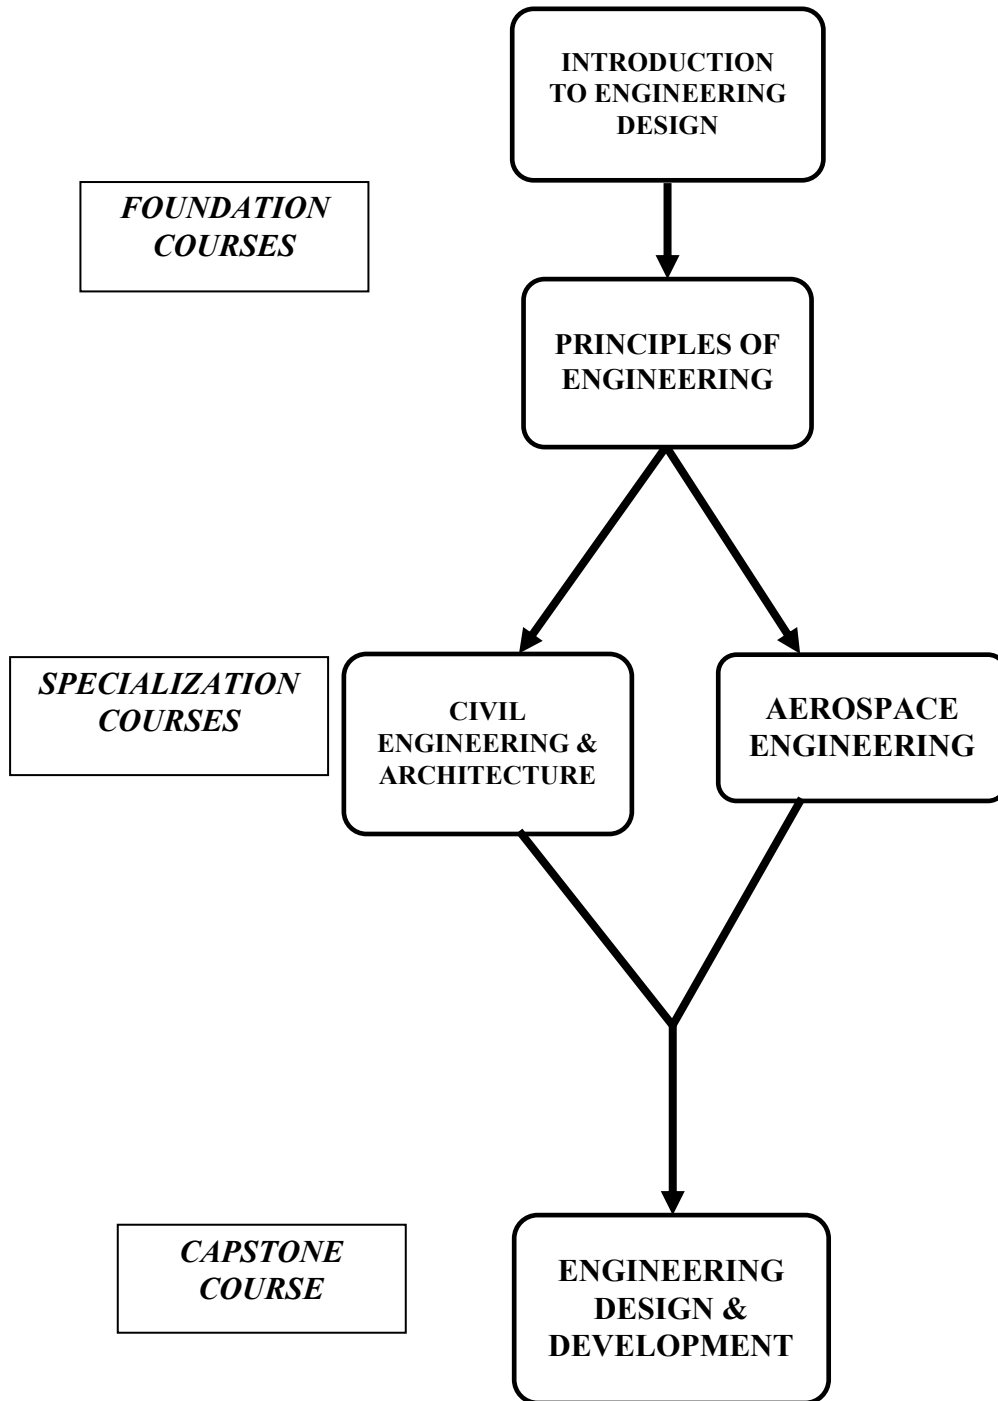 INTRODUCTION
TO ENGINEERING
DESIGN
FOUNDATION
COURSES
PRINCIPLES OF
ENGINEERING
SPECIALIZATION
COURSES
CIVIL
ENGINEERING &
ARCHITECTURE
AEROSPACE
ENGINEERING
CAPSTONE
COURSE
ENGINEERING
DESIGN &
DEVELOPMENT